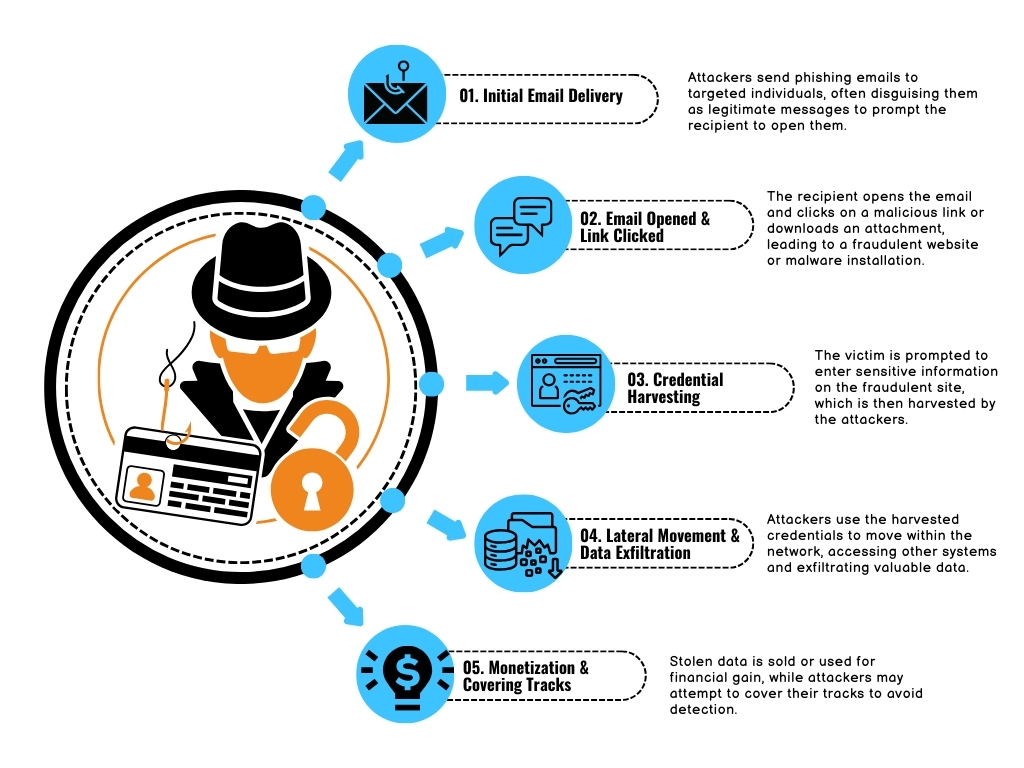 01. Initial Email Delivery
Attackers send phishing emails to
targeted individuals, often disguising them
as legitimate messages to prompt the
recipient to open them.
02. Email Opened &
Link Clicked
The recipient opens the email
and clicks on a malicious link or
downloads an attachment,
leading to a fraudulent website
or malware installation.
03. Credential
Harvesting
The victim is prompted to
enter sensitive information
on the fraudulent site,
which is then harvested by
the attackers.
04. Lateral Movement &
Data Exfiltration
Attackers use the harvested
credentials to move within the
network, accessing other systems
and exfiltrating valuable data.
05. Monetization &
Covering Tracks
Stolen data is sold or used for
financial gain, while attackers may
attempt to cover their tracks to avoid
detection.